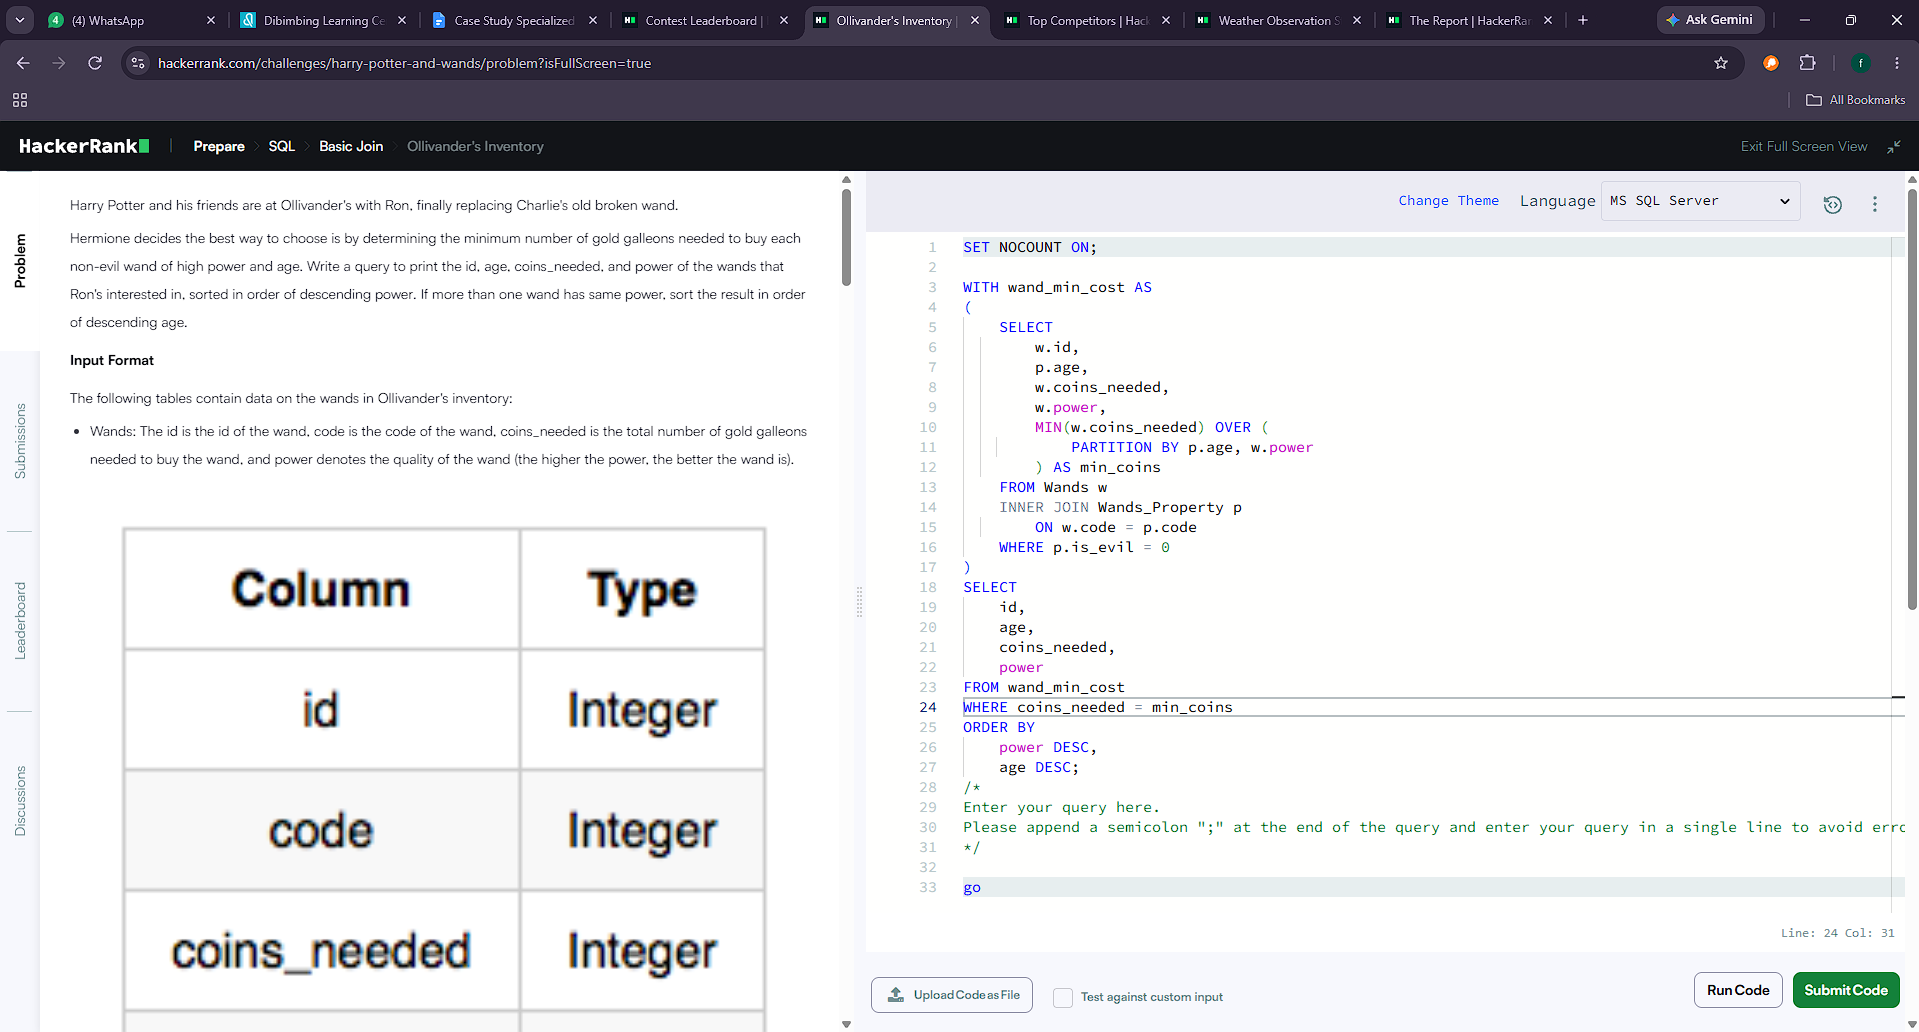 4
(4) WhatsApp
Dibimbing Learning Ce
Case Study Specialized
Contest Leaderboard |
Ollivander's Inventory |
Top Competitors | Hack
Weather Observation S
The Report | HackerRan
Ask Gemini
hackerrank.com/challenges/harry-potter-and-wands/problem?isFullScreen=true
f
All Bookmarks
HackerRank
Prepare
SQL
Basic Join
Ollivander's Inventory
Exit Full Screen View
Problem
Submissions
Leaderboard
Discussions
Harry Potter and his friends are at Ollivander's with Ron, finally replacing Charlie's old broken wand.
Hermione decides the best way to choose is by determining the minimum number of gold galleons needed to buy each
non-evil wand of high power and age. Write a query to print the id, age, coins_needed, and power of the wands that
Ron's interested in, sorted in order of descending power. If more than one wand has same power, sort the result in order
of descending age.
Input Format
The following tables contain data on the wands in Ollivander's inventory:
• Wands: The id is the id of the wand, code is the code of the wand, coins_needed is the total number of gold galleons
needed to buy the wand, and power denotes the quality of the wand (the higher the power, the better the wand is).
Column Type
id Integer
code Integer
coins_needed Integer
Change Theme
Language
MS SQL Server
1 SET NOCOUNT ON;
2
3 WITH wand_min_cost AS
4 (
5 SELECT
6 w.id,
7 p.age,
8 w.coins_needed,
9 w.power,
10 MIN(w.coins_needed) OVER (
11 PARTITION BY p.age, w.power
12 ) AS min_coins
13 FROM Wands w
14 INNER JOIN Wands_Property p
15 ON w.code = p.code
16 WHERE p.is_evil = 0
17 )
18 SELECT
19 id,
20 age,
21 coins_needed,
22 power
23 FROM wand_min_cost
24 WHERE coins_needed = min_coins
25 ORDER BY
26 power DESC,
27 age DESC;
28 /*
29 Enter your query here.
30 Please append a semicolon ";" at the end of the query and enter your query in a single line to avoid erro
31 */
32
33 go
Line: 24 Col: 31
Upload Code as File
Test against custom input
Run Code
Submit Code